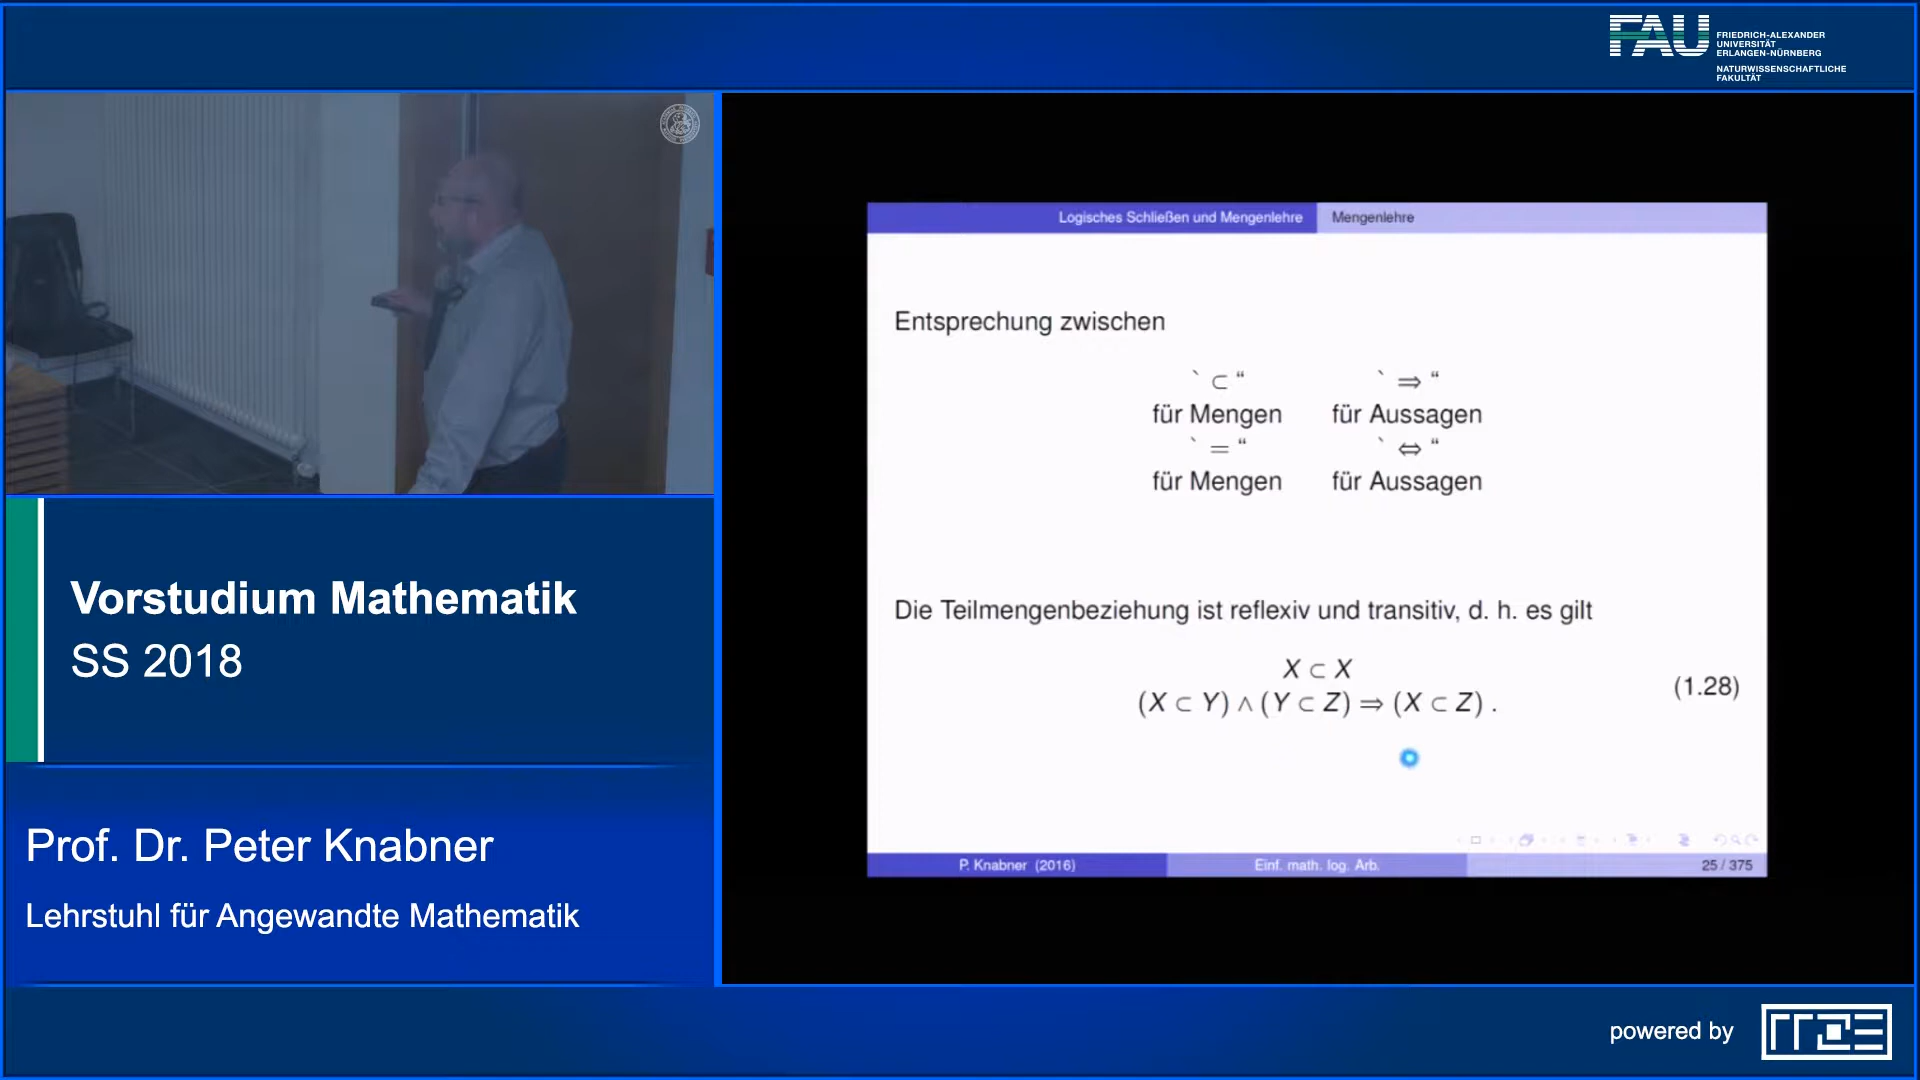 FAU
FRIEDRICH-ALEXANDER
UNIVERSITÄT
ERLANGEN-NÜRNBERG
NATURWISSENSCHAFTLICHE
FAKULTÄT
Logisches Schließen und Mengenlehre Mengenlehre
Entsprechung zwischen
` ⊂ “ ` ⇒ “
für Mengen für Aussagen
` = “ ` ⇔ “
für Mengen für Aussagen
Die Teilmengenbeziehung ist reflexiv und transitiv, d. h. es gilt
X ⊂ X
(X ⊂ Y) ∧ (Y ⊂ Z) ⇒ (X ⊂ Z) .
(1.28)
P. Knabner (2016) Einf. math. log. Arb. 25 / 375
Vorstudium Mathematik
SS 2018
Prof. Dr. Peter Knabner
Lehrstuhl für Angewandte Mathematik
powered by
rrze